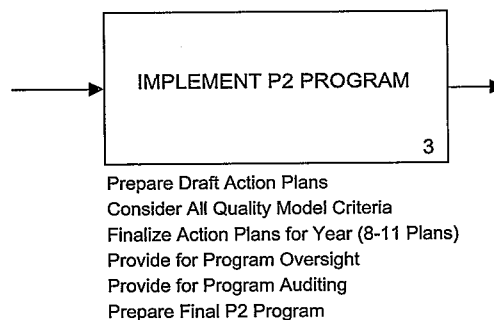 IMPLEMENT P2 PROGRAM
3
Prepare Draft Action Plans
Consider All Quality Model Criteria
Finalize Action Plans for Year (8-11 Plans)
Provide for Program Oversight
Provide for Program Auditing
Prepare Final P2 Program